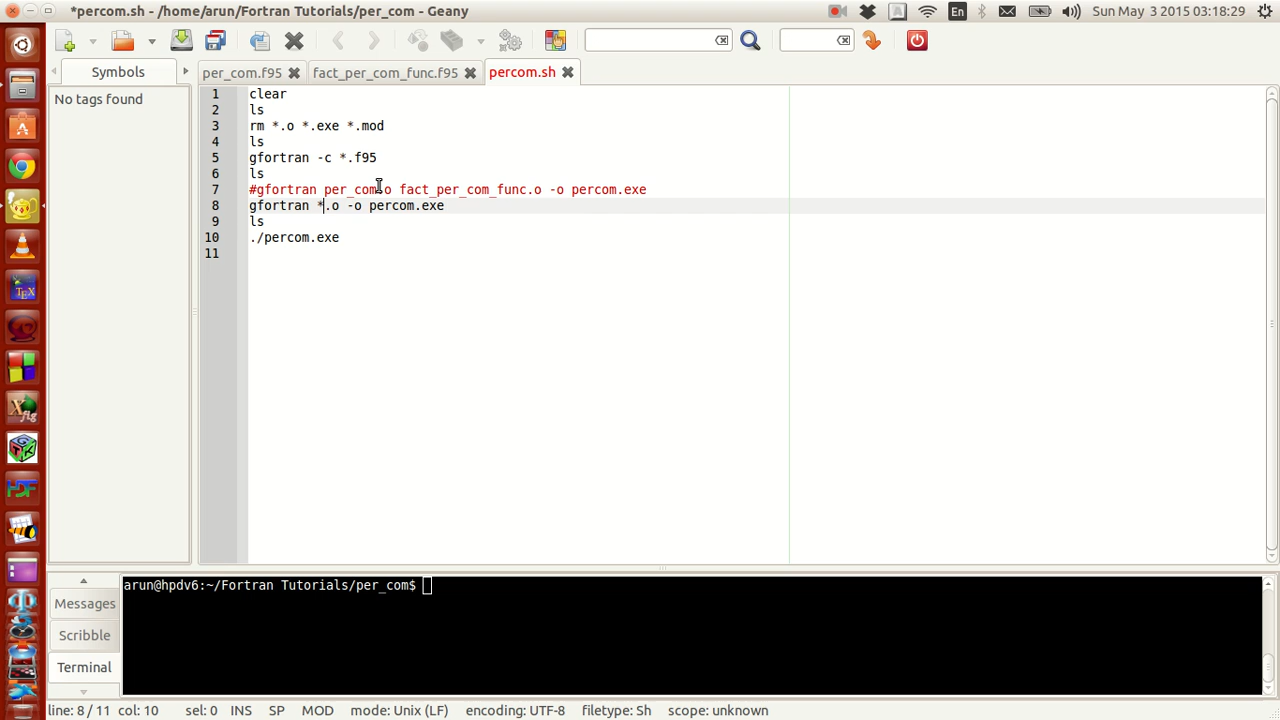 *percom.sh - /home/arun/Fortran Tutorials/per_com - Geany
En
Sun May 3 2015 03:18:29
Symbols
per_com.f95
fact_per_com_func.f95
percom.sh
No tags found
1 clear
2 ls
3 rm *.o *.exe *.mod
4 ls
5 gfortran -c *.f95
6 ls
7 #gfortran per_com.o fact_per_com_func.o -o percom.exe
8 gfortran *.o -o percom.exe
9 ls
10 ./percom.exe
11
Messages
Scribble
Terminal
arun@hpdv6:~/Fortran Tutorials/per_com$
line: 8 / 11 col: 10 sel: 0 INS SP MOD mode: Unix (LF) encoding: UTF-8 filetype: Sh scope: unknown